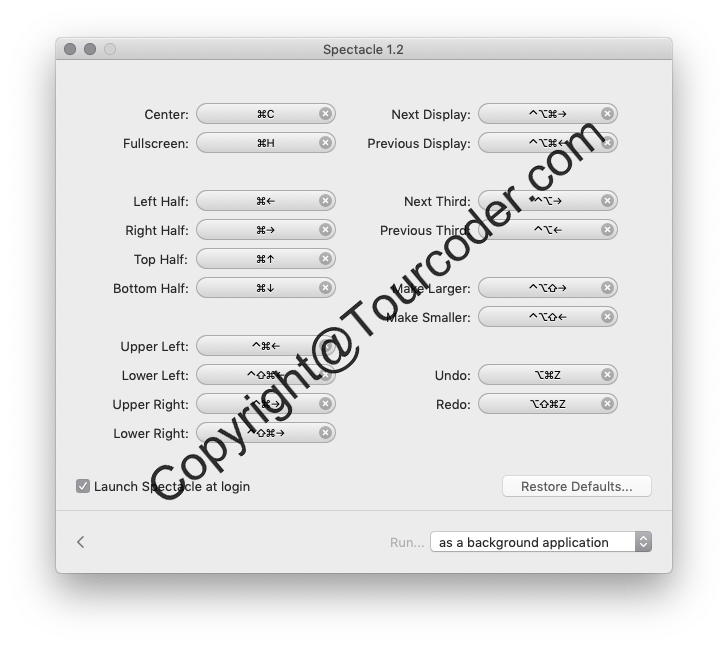 Spectacle 1.2
Center: ⌘C
Fullscreen: ⌘H
Left Half: ⌘←
Right Half: ⌘→
Top Half: ⌘↑
Bottom Half: ⌘↓
Upper Left: ^⌘←
Lower Left: ^⇧⌘←
Upper Right: ^⌘→
Lower Right: ^⇧⌘→
Next Display: ^⌥⌘→
Previous Display: ^⌥⌘←
Next Third: ^⌥→
Previous Third: ^⌥←
Make Larger: ^⌥⇧→
Make Smaller: ^⌥⇧←
Undo: ⌥⌘Z
Redo: ⌥⇧⌘Z
Launch Spectacle at login
Restore Defaults...
Run... as a background application
Copyright@Tourcoder.com